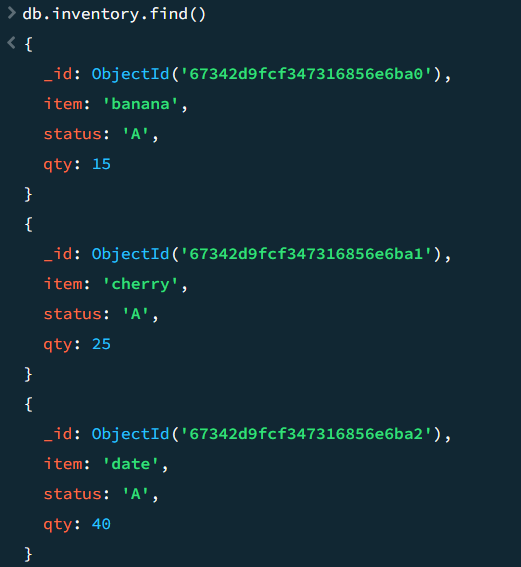 db.inventory.find()
{
_id: ObjectId('67342d9fcf347316856e6ba0'),
item: 'banana',
status: 'A',
qty: 15
}
{
_id: ObjectId('67342d9fcf347316856e6ba1'),
item: 'cherry',
status: 'A',
qty: 25
}
{
_id: ObjectId('67342d9fcf347316856e6ba2'),
item: 'date',
status: 'A',
qty: 40
}